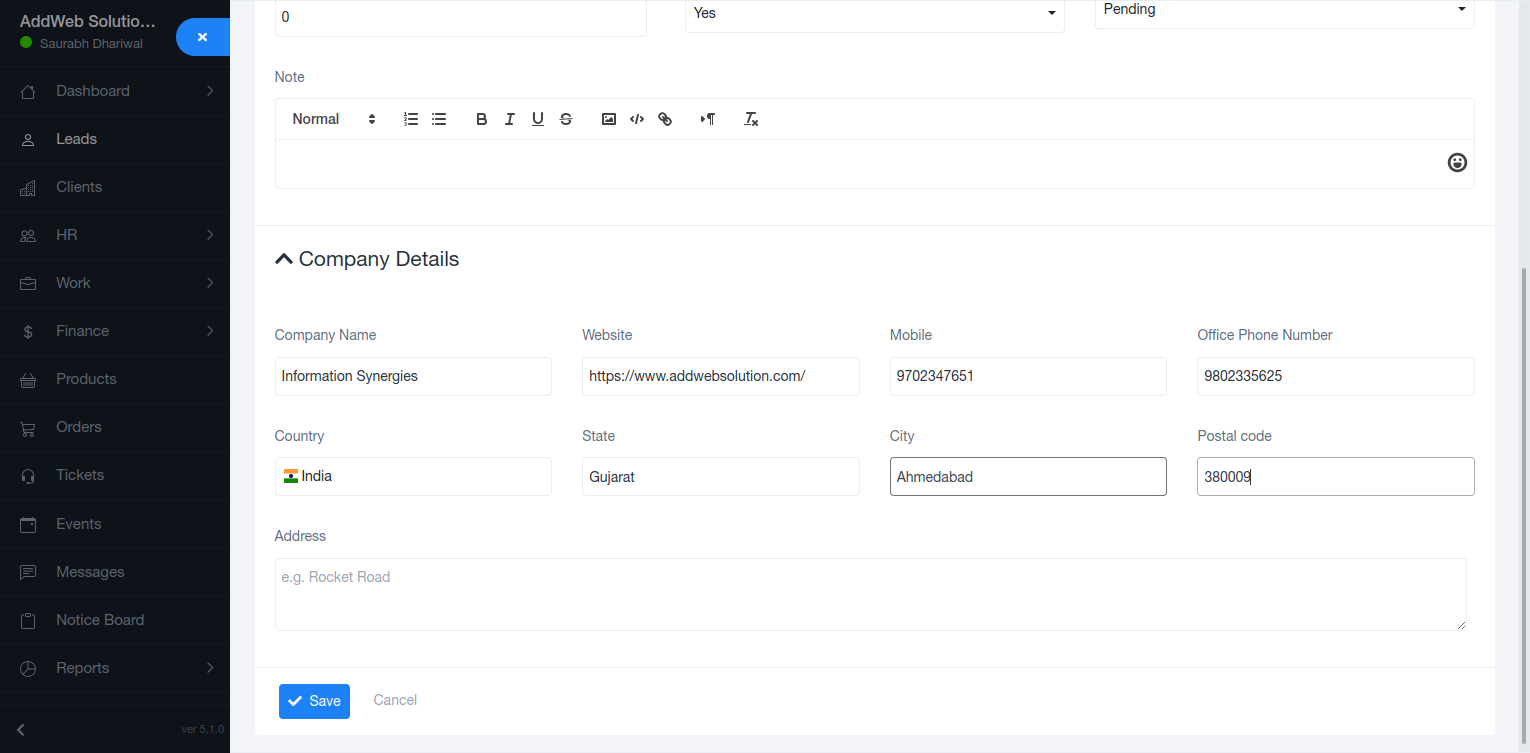 AddWeb Solutio...
Saurabh Dhariwal
Dashboard
Leads
Clients
HR
Work
Finance
Products
Orders
Tickets
Events
Messages
Notice Board
Reports
ver 5.1.0
0
Yes
Pending
Note
Normal
Company Details
Company Name
Website
Mobile
Office Phone Number
Information Synergies
https://www.addwebsolution.com/
9702347651
9802335625
Country
State
City
Postal code
India
Gujarat
Ahmedabad
380009
Address
e.g. Rocket Road
Save
Cancel